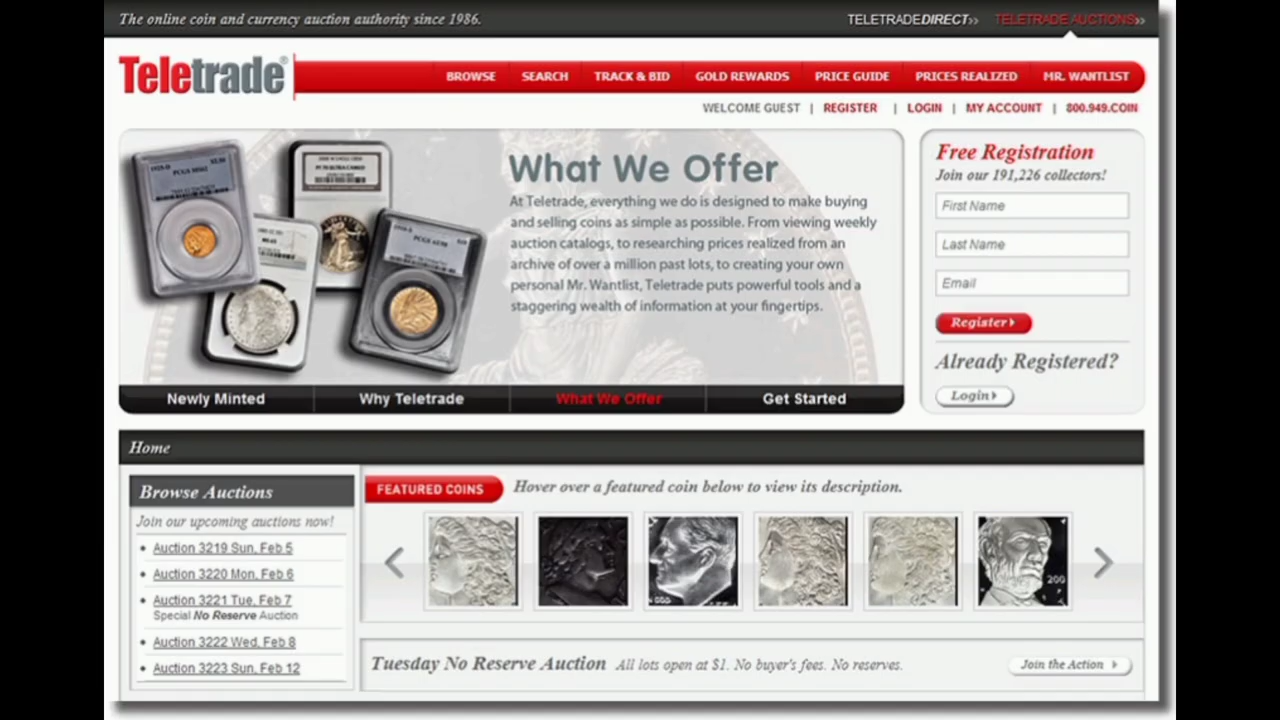 The online coin and currency auction authority since 1986.
TELETRADEDIRECT>> TELETRADE AUCTIONS>>
Teletrade®
BROWSE SEARCH TRACK & BID GOLD REWARDS PRICE GUIDE PRICES REALIZED MR. WANTLIST
WELCOME GUEST | REGISTER | LOGIN | MY ACCOUNT | 800.949.COIN
What We Offer
At Teletrade, everything we do is designed to make buying
and selling coins as simple as possible. From viewing weekly
auction catalogs, to researching prices realized from an
archive of over a million past lots, to creating your own
personal Mr. Wantlist, Teletrade puts powerful tools and a
staggering wealth of information at your fingertips.
Newly Minted Why Teletrade What We Offer Get Started
Free Registration
Join our 191,226 collectors!
First Name
Last Name
Email
Register
Already Registered?
Login
Home
Browse Auctions
Join our upcoming auctions now!
• Auction 3219 Sun, Feb 5
• Auction 3220 Mon, Feb 6
• Auction 3221 Tue, Feb 7
Special No Reserve Auction
• Auction 3222 Wed, Feb 8
• Auction 3223 Sun, Feb 12
FEATURED COINS Hover over a featured coin below to view its description.
200
Tuesday No Reserve Auction All lots open at $1. No buyer's fees. No reserves.
Join the Action